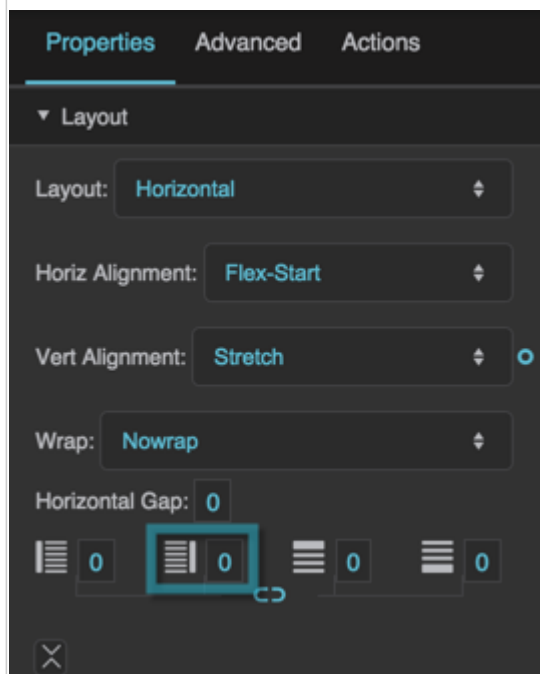 Properties Advanced Actions
Layout
Layout: Horizontal
Horiz Alignment: Flex-Start
Vert Alignment: Stretch
Wrap: Nowrap
Horizontal Gap: 0
0 0 0 0